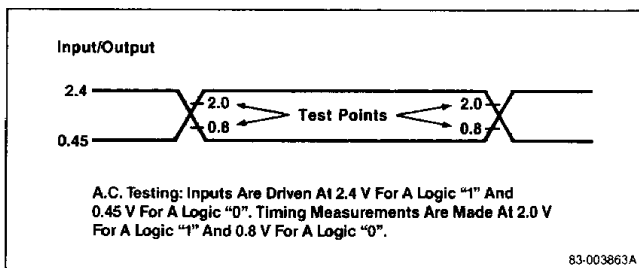 Input/Output
2.4
2.0 Test Points 2.0
0.8 0.8
0.45
A.C. Testing: Inputs Are Driven At 2.4 V For A Logic "1" And
0.45 V For A Logic "0". Timing Measurements Are Made At 2.0 V
For A Logic "1" And 0.8 V For A Logic "0".
83-003863A